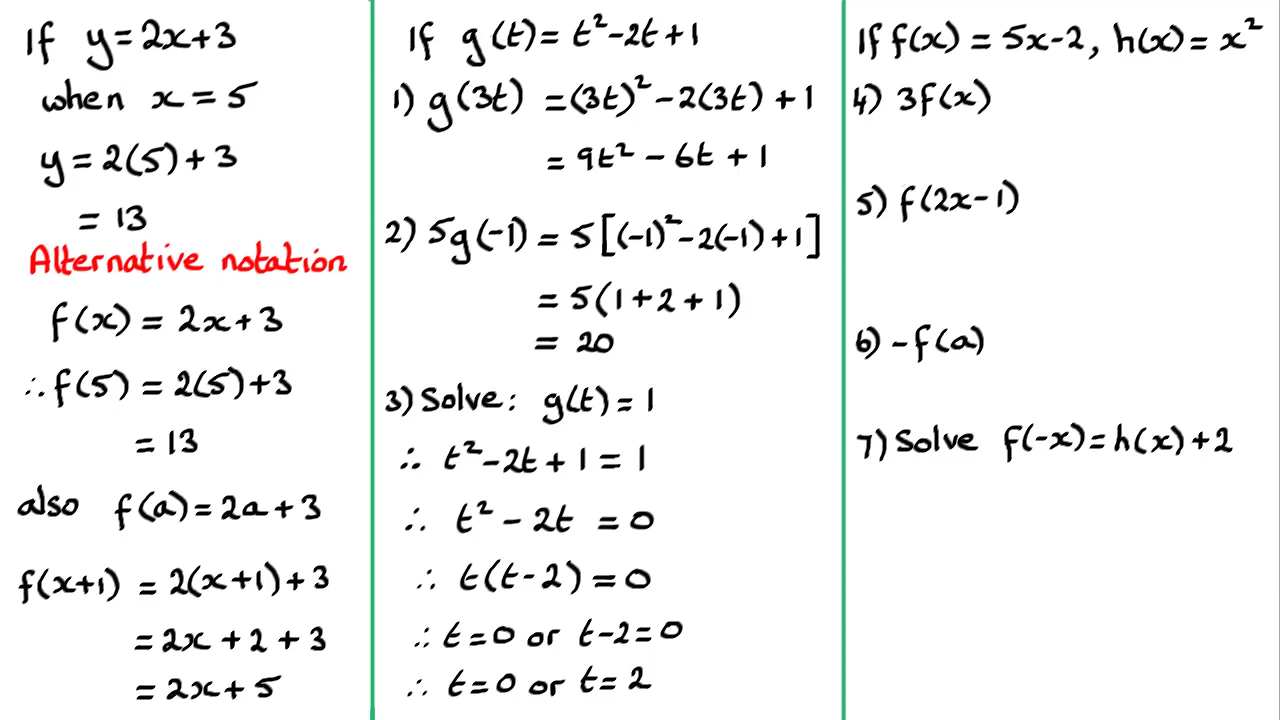 If y = 2x + 3
when x = 5
y = 2(5) + 3
= 13
Alternative notation
f(x) = 2x + 3
∴ f(5) = 2(5) + 3
= 13
also f(a) = 2a + 3
f(x+1) = 2(x+1) + 3
= 2x + 2 + 3
= 2x + 5
If g(t) = t² - 2t + 1
1) g(3t) = (3t)² - 2(3t) + 1
= 9t² - 6t + 1
2) 5g(-1) = 5[(-1)² - 2(-1) + 1]
= 5(1 + 2 + 1)
= 20
3) Solve: g(t) = 1
∴ t² - 2t + 1 = 1
∴ t² - 2t = 0
∴ t(t - 2) = 0
∴ t = 0 or t - 2 = 0
∴ t = 0 or t = 2
If f(x) = 5x - 2, h(x) = x²
4) 3f(x)
5) f(2x - 1)
6) -f(a)
7) Solve f(-x) = h(x) + 2